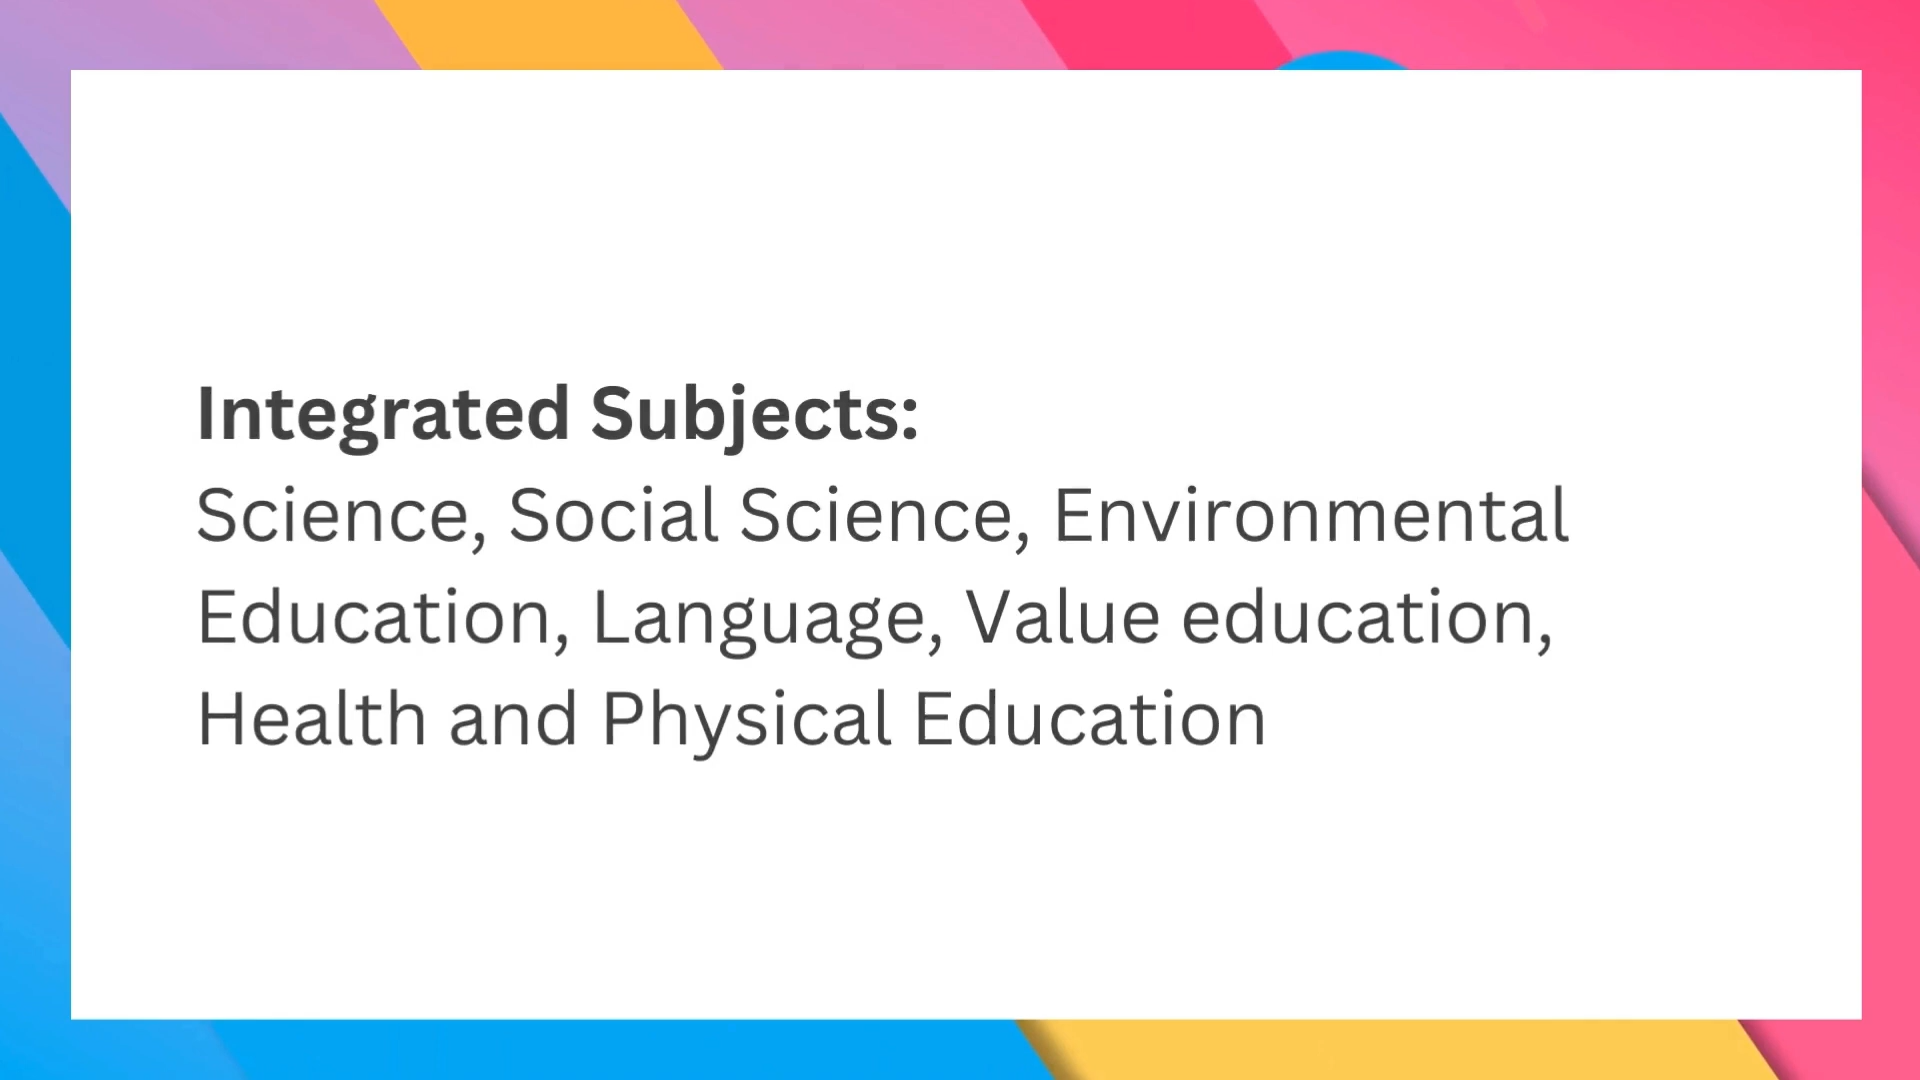 Integrated Subjects:
Science, Social Science, Environmental
Education, Language, Value education,
Health and Physical Education